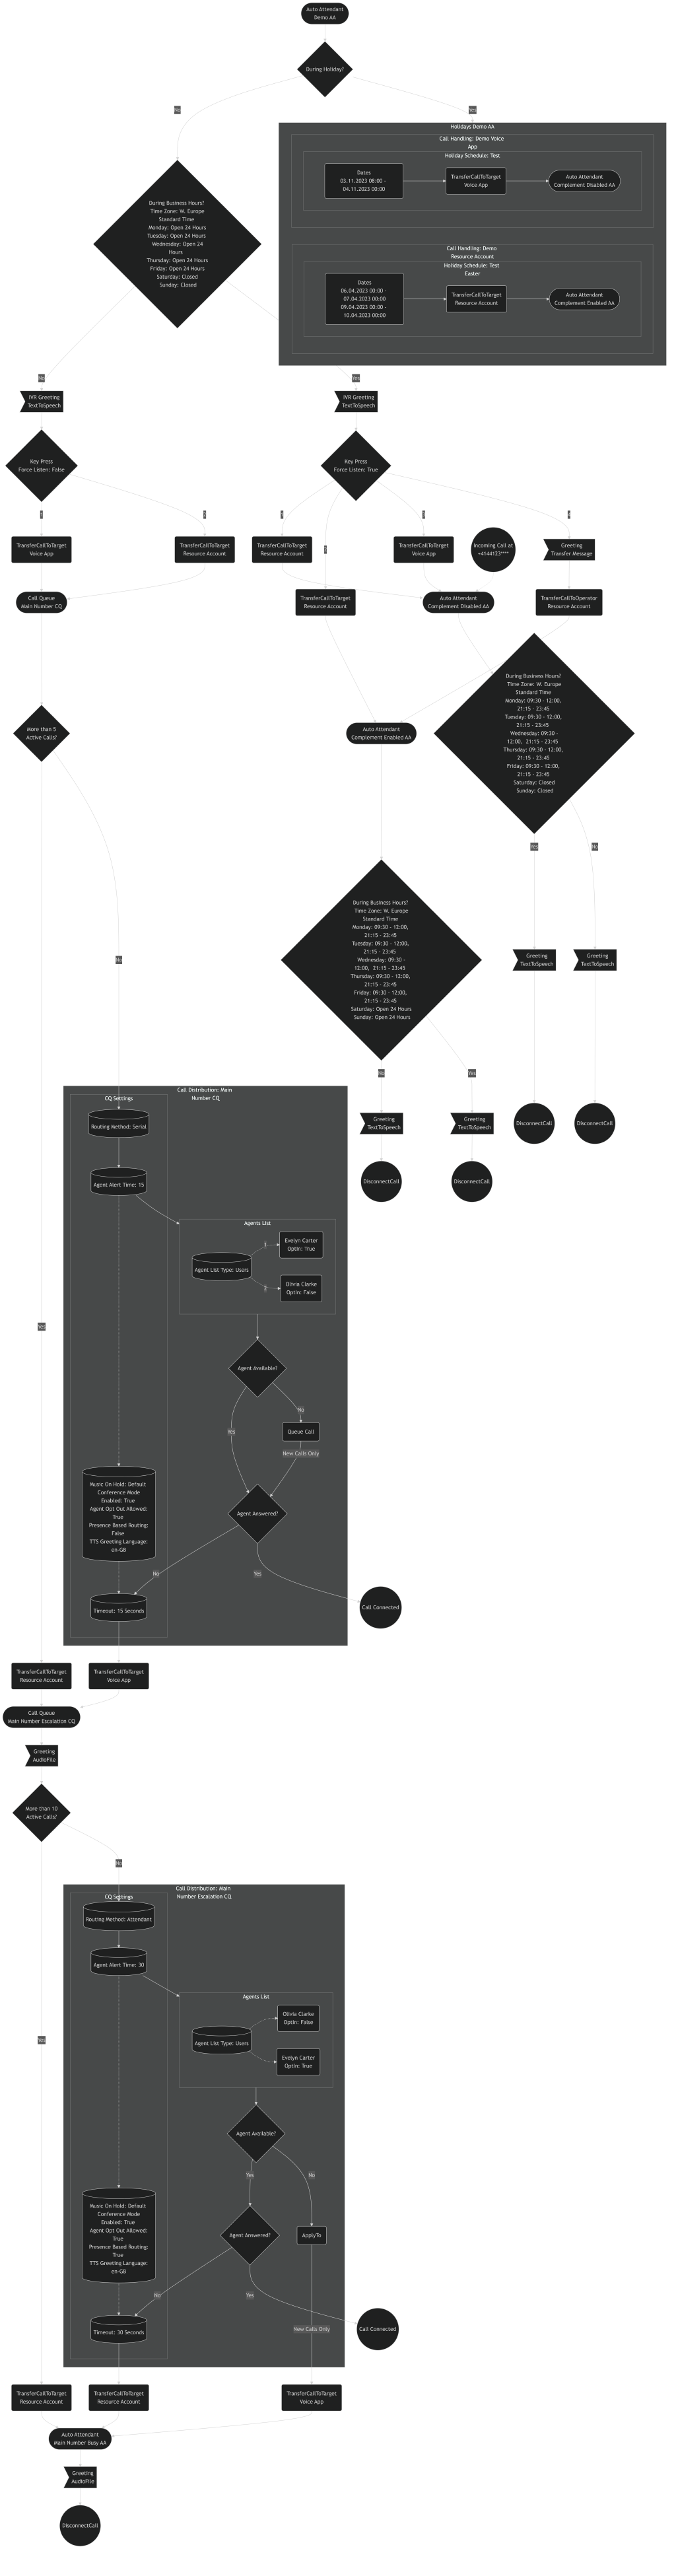 Auto Attendant
Demo AA
During Holiday?
No
Yes
Holidays Demo AA
Call Handling: Demo Voice
App
Holiday Schedule: Test
Dates
03.11.2023 08:00 -
04.11.2023 00:00
TransferCallToTarget
Voice App
Auto Attendant
Complement Disabled AA
Call Handling: Demo
Resource Account
Holiday Schedule: Test
Easter
Dates
06.04.2023 00:00 -
07.04.2023 00:00
09.04.2023 00:00 -
10.04.2023 00:00
TransferCallToTarget
Resource Account
Auto Attendant
Complement Enabled AA
During Business Hours?
Time Zone: W. Europe
Standard Time
Monday: Open 24 Hours
Tuesday: Open 24 Hours
Wednesday: Open 24
Hours
Thursday: Open 24 Hours
Friday: Open 24 Hours
Saturday: Closed
Sunday: Closed
No
Yes
IVR Greeting
TextToSpeech
IVR Greeting
TextToSpeech
Key Press
Force Listen: False
Key Press
Force Listen: True
TransferCallToTarget
Voice App
TransferCallToTarget
Resource Account
TransferCallToTarget
Resource Account
TransferCallToTarget
Voice App
Incoming Call at
+4144123****
Greeting
Transfer Message
Call Queue
Main Number CQ
TransferCallToTarget
Resource Account
Auto Attendant
Complement Disabled AA
TransferCallToOperator
Resource Account
More than 5
Active Calls?
Auto Attendant
Complement Enabled AA
During Business Hours?
Time Zone: W. Europe
Standard Time
Monday: 09:30 - 12:00,
21:15 - 23:45
Tuesday: 09:30 - 12:00,
21:15 - 23:45
Wednesday: 09:30 -
12:00, 21:15 - 23:45
Thursday: 09:30 - 12:00,
21:15 - 23:45
Friday: 09:30 - 12:00,
21:15 - 23:45
Saturday: Closed
Sunday: Closed
Yes
No
During Business Hours?
Time Zone: W. Europe
Standard Time
Monday: 09:30 - 12:00,
21:15 - 23:45
Tuesday: 09:30 - 12:00,
21:15 - 23:45
Wednesday: 09:30 -
12:00, 21:15 - 23:45
Thursday: 09:30 - 12:00,
21:15 - 23:45
Friday: 09:30 - 12:00,
21:15 - 23:45
Saturday: Open 24 Hours
Sunday: Open 24 Hours
No
Greeting
TextToSpeech
Greeting
TextToSpeech
No
Yes
Greeting
TextToSpeech
Greeting
TextToSpeech
DisconnectCall
DisconnectCall
DisconnectCall
DisconnectCall
Call Distribution: Main
Number CQ
CQ Settings
Routing Method: Serial
Agent Alert Time: 15
Agents List
Agent List Type: Users
1
Evelyn Carter
OptIn: True
2
Olivia Clarke
OptIn: False
Yes
Agent Available?
No
Yes
Queue Call
New Calls Only
Music On Hold: Default
Conference Mode
Enabled: True
Agent Opt Out Allowed:
True
Presence Based Routing:
False
TTS Greeting Language:
en-GB
Agent Answered?
No
Yes
Timeout: 15 Seconds
Call Connected
TransferCallToTarget
Resource Account
TransferCallToTarget
Voice App
Call Queue
Main Number Escalation CQ
Greeting
AudioFile
More than 10
Active Calls?
No
Call Distribution: Main
Number Escalation CQ
CQ Settings
Routing Method: Attendant
Agent Alert Time: 30
Agents List
Agent List Type: Users
Olivia Clarke
OptIn: False
Evelyn Carter
OptIn: True
Yes
Agent Available?
Yes
No
Music On Hold: Default
Conference Mode
Enabled: True
Agent Opt Out Allowed:
True
Presence Based Routing:
True
TTS Greeting Language:
en-GB
Agent Answered?
ApplyTo
No
Yes
Timeout: 30 Seconds
New Calls Only
Call Connected
TransferCallToTarget
Resource Account
TransferCallToTarget
Resource Account
TransferCallToTarget
Voice App
Auto Attendant
Main Number Busy AA
Greeting
AudioFile
DisconnectCall